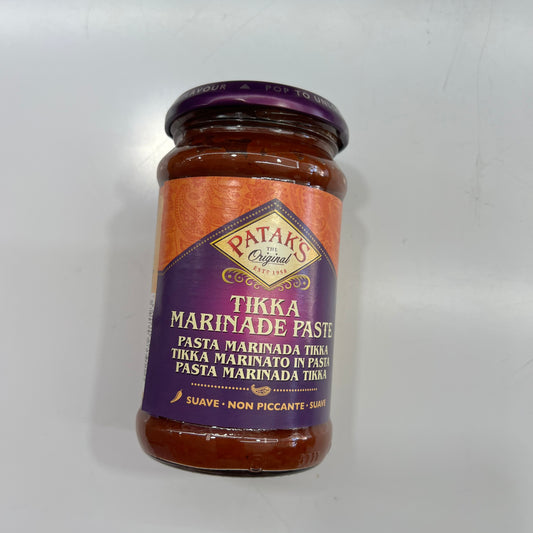 POP TO UN
PATAK'S
THE
Original
ESTD 1958
TIKKA
MARINADE PASTE
PASTA MARINADA TIKKA
TIKKA MARINATO IN PASTA
PASTA MARINADA TIKKA
SUAVE · NON PICCANTE · SUAVE